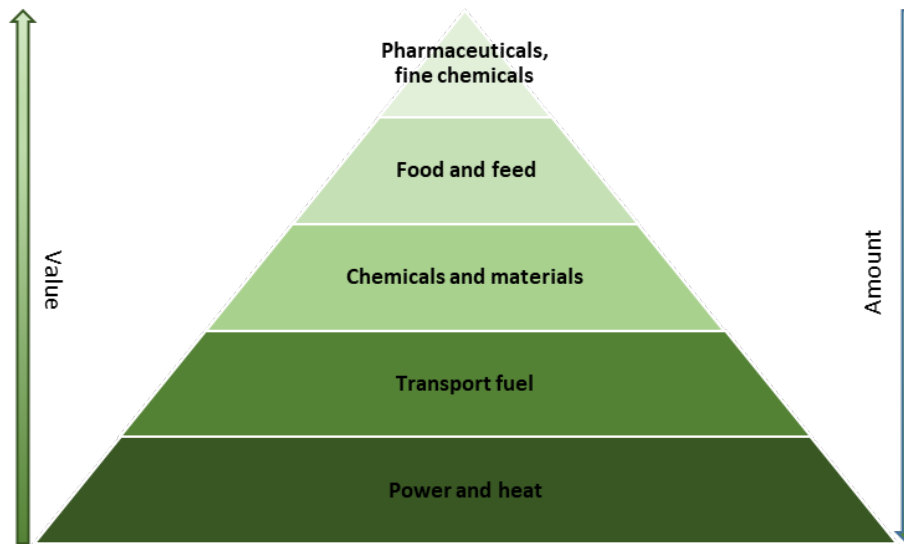 Pharmaceuticals,
fine chemicals
Food and feed
Value
Amount
Chemicals and materials
Transport fuel
Power and heat